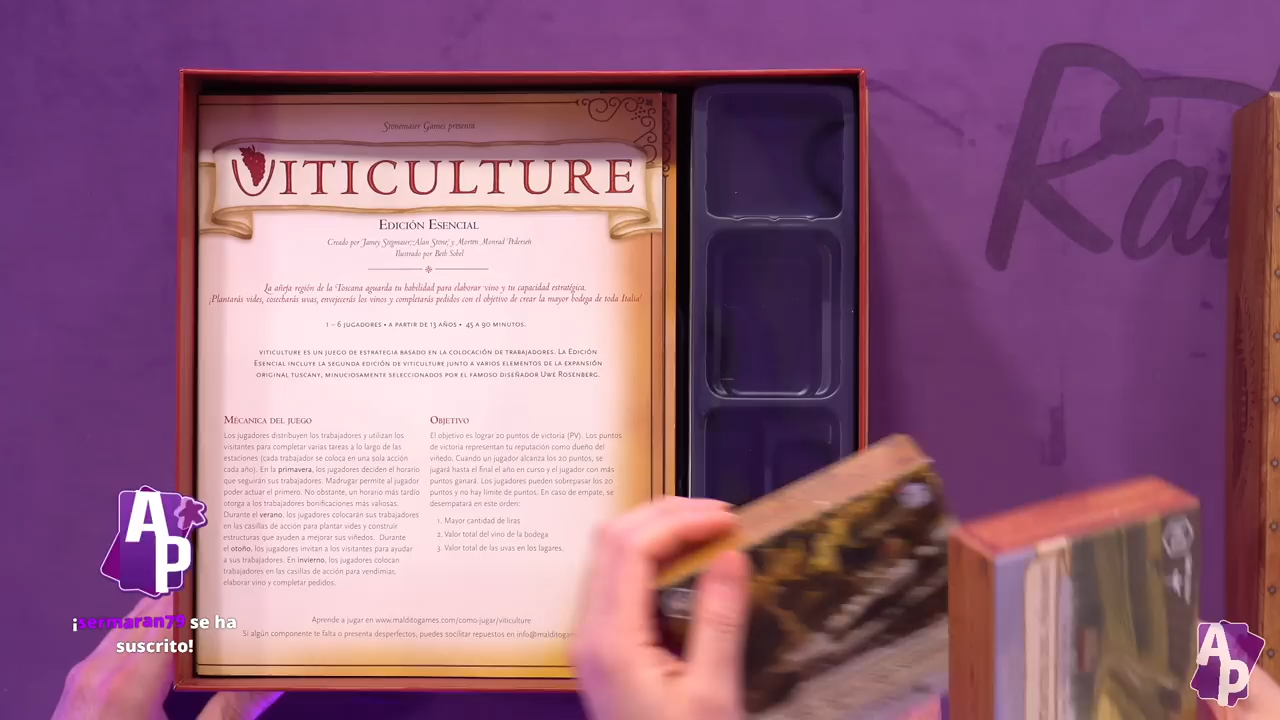 Stonemaier Games presenta
VITICULTURE
Edición Esencial
Creado por Jamey Stegmaier, Alan Stone y Morten Monrad Pedersen
Ilustrado por Beth Sobel
La añeja región de la Toscana aguarda tu habilidad para elaborar vino y tu capacidad estratégica.
¡Plantarás vides, cosecharás uvas, envejecerás los vinos y completarás pedidos con el objetivo de crear la mayor bodega de toda Italia!
1 – 6 jugadores • a partir de 13 años • 45 a 90 minutos.
Viticulture es un juego de estrategia basado en la colocación de trabajadores. La Edición
Esencial incluye la segunda edición de Viticulture junto a varios elementos de la expansión
original Tuscany, minuciosamente seleccionados por el famoso diseñador Uwe Rosenberg.
Mécanica del juego
Los jugadores distribuyen los trabajadores y utilizan los
visitantes para completar varias tareas a lo largo de las
estaciones (cada trabajador se coloca en una sola acción
cada año). En la primavera, los jugadores deciden el horario
que seguirán sus trabajadores. Madrugar permite al jugador
poder actuar el primero. No obstante, un horario más tardío
otorga a los trabajadores bonificaciones más valiosas.
Durante el verano, los jugadores colocarán sus trabajadores
en las casillas de acción para plantar vides y construir
estructuras que ayuden a mejorar sus viñedos. Durante
el otoño, los jugadores invitan a los visitantes para ayudar
a sus trabajadores. En invierno, los jugadores colocan
trabajadores en las casillas de acción para vendimiar,
elaborar vino y completar pedidos.
Objetivo
El objetivo es lograr 20 puntos de victoria (PV). Los puntos
de victoria representan tu reputación como dueño del
viñedo. Cuando un jugador alcanza los 20 puntos, se
jugará hasta el final el año en curso y el jugador con más
puntos ganará. Los jugadores pueden sobrepasar los 20
puntos y no hay límite de puntos. En caso de empate, se
desempatará en este orden:
1. Mayor cantidad de liras
2. Valor total del vino de la bodega
3. Valor total de las uvas en los lagares.
Aprende a jugar en www.malditogames.com/como-jugar/viticulture
Si algún componente te falta o presenta desperfectos, puedes socilitar repuestos en info@maldito
Ra
AP
¡sermaran79 se ha
suscrito!
AP